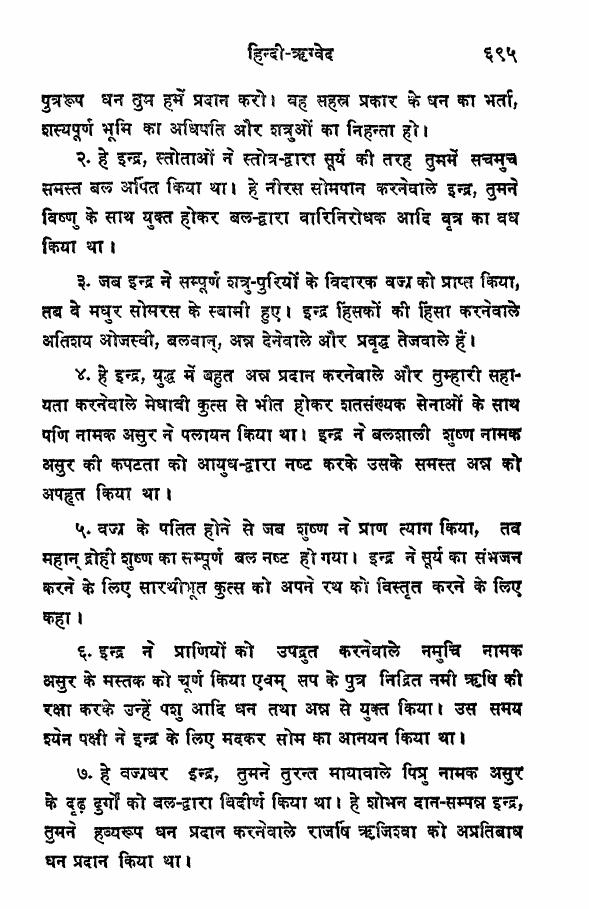 हिन्दी-ऋग्वेद ६९५
पुत्ररूप धन तुम हमें प्रदान करो। वह सहस्र प्रकार के धन का भर्ता,
शस्यपूर्ण भूमि का अधिपति और शत्रुओं का निहन्ता हो।
२. हे इन्द्र, स्तोताओं ने स्तोत्र-द्वारा सूर्य की तरह तुममें सचमुच
समस्त बल अर्पित किया था। हे नीरस सोमपान करनेवाले इन्द्र, तुमने
विष्णु के साथ युक्त होकर बल-द्वारा वारिनिरोधक आदि वृत्र का वध
किया था।
३. जब इन्द्र ने सम्पूर्ण शत्रु-पुरियों के विदारक वज्र को प्राप्त किया,
तब वे मधुर सोमरस के स्वामी हुए। इन्द्र हिंसकों की हिंसा करनेवाले
अतिशय ओजस्वी, बलवान्, अन्न देनेवाले और प्रवृद्ध तेजवाले हैं।
४. हे इन्द्र, युद्ध में बहुत अन्न प्रदान करनेवाले और तुम्हारी सहा-
यता करनेवाले मेधावी कुत्स से भीत होकर शतसंख्यक सेनाओं के साथ
पणि नामक असुर ने पलायन किया था। इन्द्र ने बलशाली शुष्ण नामक
असुर की कपटता को आयुध-द्वारा नष्ट करके उसके समस्त अन्न को
अपहृत किया था।
५. वज्र के पतित होने से जब शुष्ण ने प्राण त्याग किया, तब
महान् द्रोही शुष्ण का सम्पूर्ण बल नष्ट हो गया। इन्द्र ने सूर्य का संभजन
करने के लिए सारथीभूत कुत्स को अपने रथ को विस्तृत करने के लिए
कहा।
६. इन्द्र ने प्राणियों को उपद्रुत करनेवाले नमुचि नामक
असुर के मस्तक को चूर्ण किया एवम् सप के पुत्र निद्रित नमी ऋषि की
रक्षा करके उन्हें पशु आदि धन तथा अन्न से युक्त किया। उस समय
श्येन पक्षी ने इन्द्र के लिए मदकर सोम का आनयन किया था।
७. हे वज्रधर इन्द्र, तुमने तुरन्त मायावाले पिप्रु नामक असुर
के दृढ़ दुर्गों को बल-द्वारा विदीर्ण किया था। हे शोभन दान-सम्पन्न इन्द्र,
तुमने हव्यरूप धन प्रदान करनेवाले राजर्षि ऋजिश्वा को अप्रतिबाध
धन प्रदान किया था।